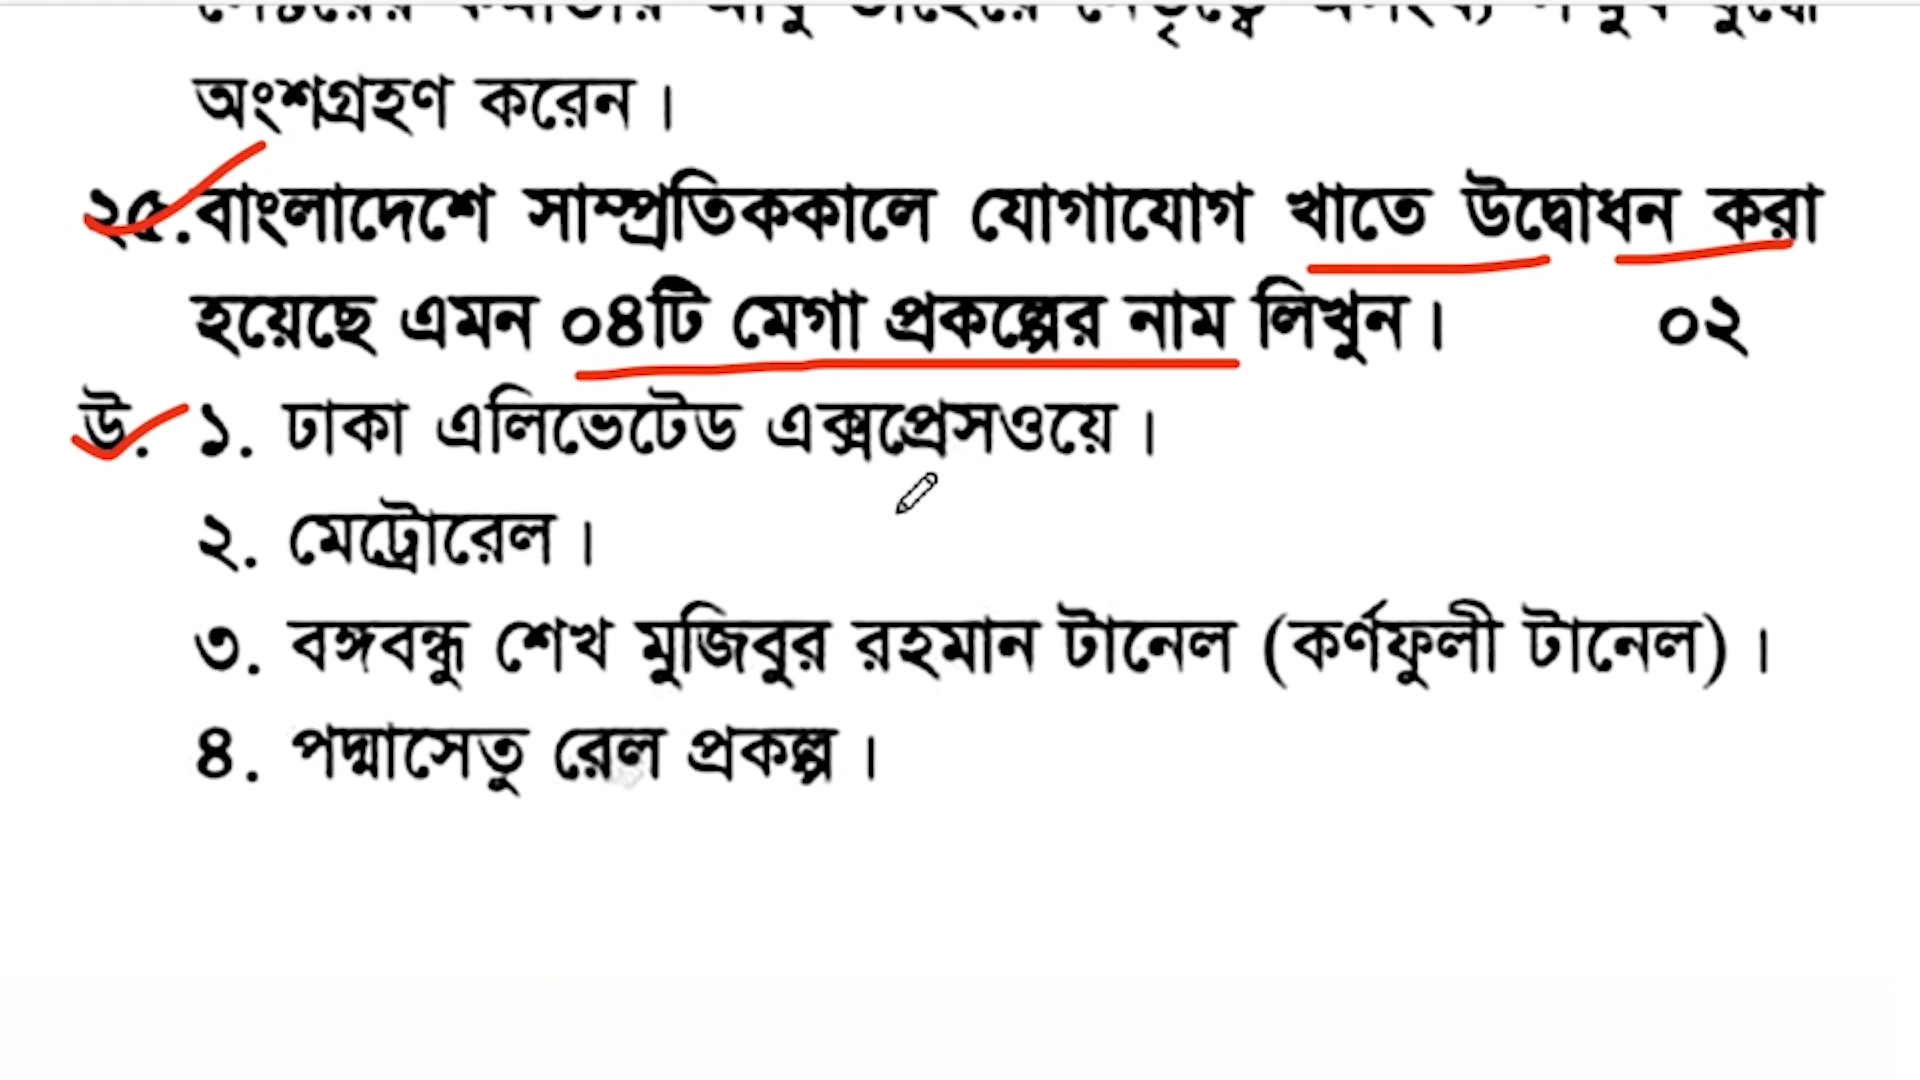 অংশগ্রহণ করেন।
২৫.বাংলাদেশে সাম্প্রতিককালে যোগাযোগ খাতে উদ্বোধন করা
হয়েছে এমন ০৪টি মেগা প্রকল্পের নাম লিখুন। ০২
উ. ১. ঢাকা এলিভেটেড এক্সপ্রেসওয়ে।
২. মেট্রোরেল।
৩. বঙ্গবন্ধু শেখ মুজিবুর রহমান টানেল (কর্ণফুলী টানেল)।
৪. পদ্মাসেতু রেল প্রকল্প।